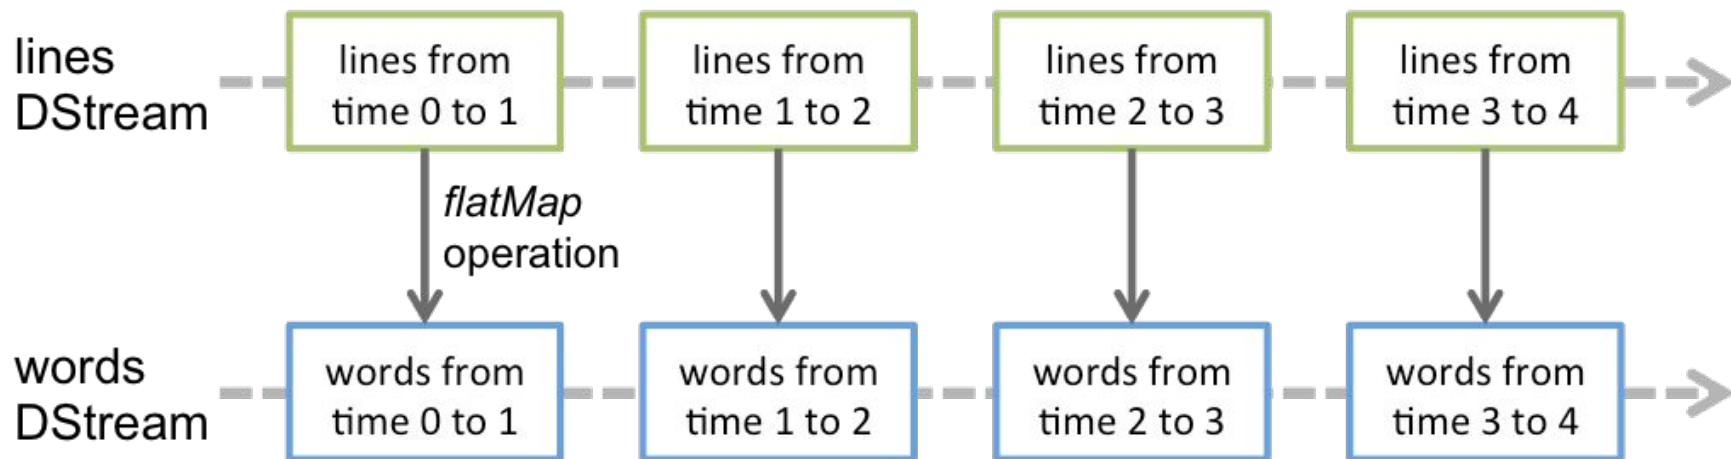 lines
DStream
lines from
time 0 to 1
lines from
time 1 to 2
lines from
time 2 to 3
lines from
time 3 to 4
flatMap
operation
words
DStream
words from
time 0 to 1
words from
time 1 to 2
words from
time 2 to 3
words from
time 3 to 4